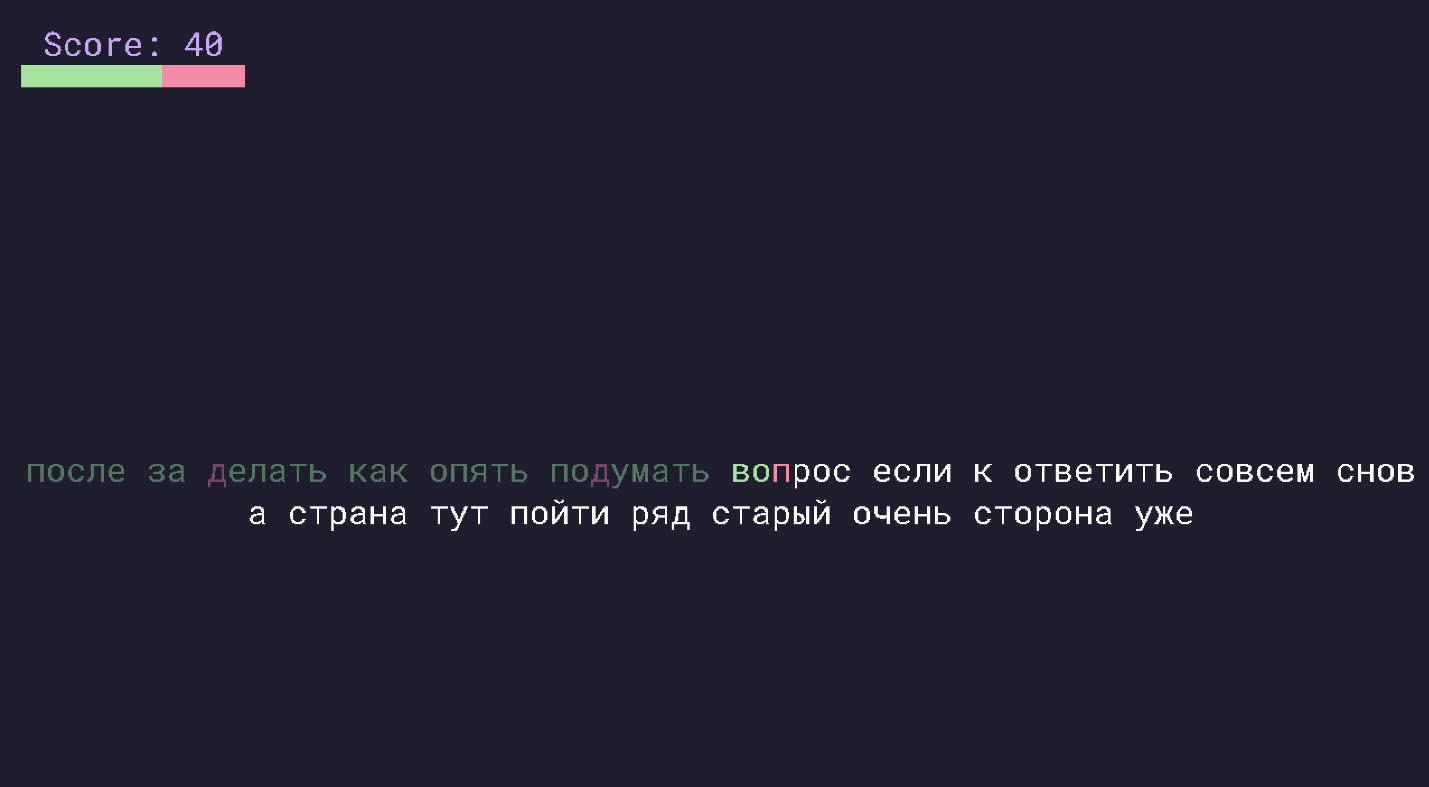 Score: 40
после за делать как опять подумать вопрос если к ответить совсем снов
а страна тут пойти ряд старый очень сторона уже